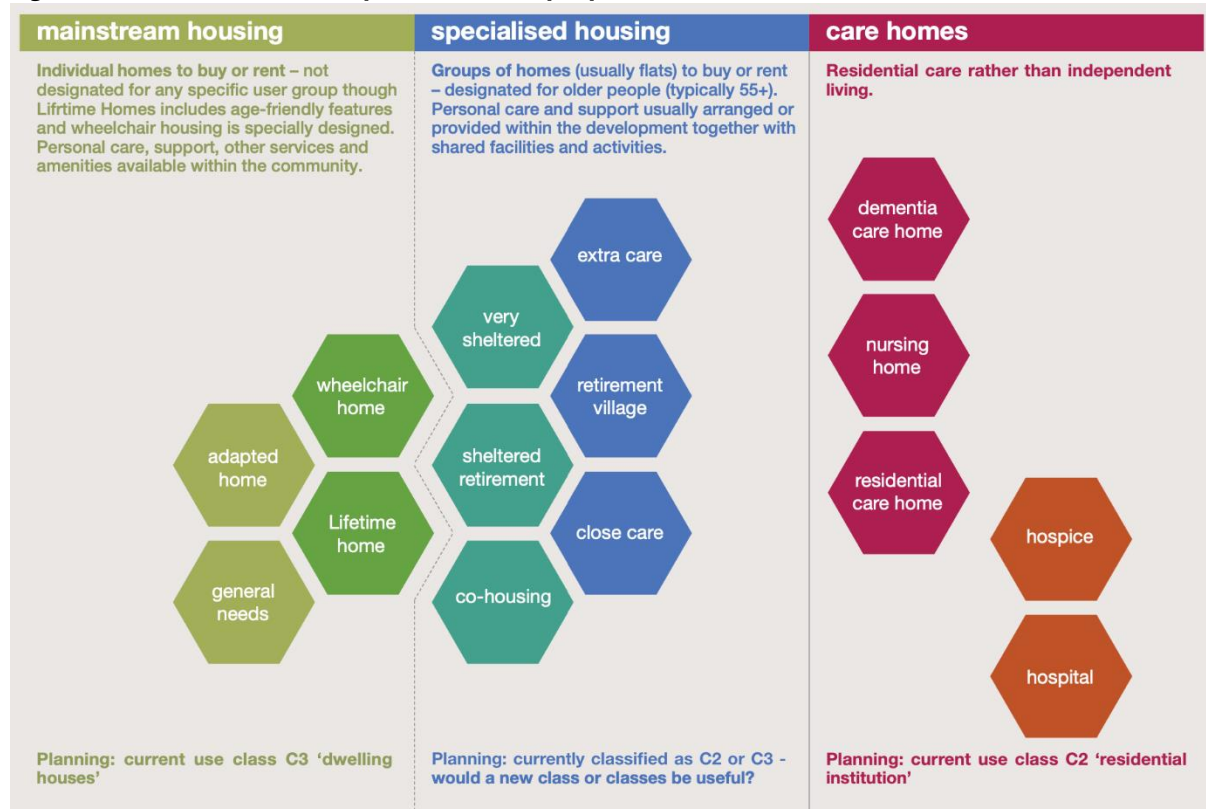 mainstream housing
Individual homes to buy or rent – not
designated for any specific user group though
Lifrtime Homes includes age-friendly features
and wheelchair housing is specially designed.
Personal care, support, other services and
amenities available within the community.
wheelchair
home
adapted
home
Lifetime
home
general
needs
Planning: current use class C3 ‘dwelling
houses’
specialised housing
Groups of homes (usually flats) to buy or rent
– designated for older people (typically 55+).
Personal care and support usually arranged or
provided within the development together with
shared facilities and activities.
extra care
very
sheltered
retirement
village
sheltered
retirement
close care
co-housing
Planning: currently classified as C2 or C3 -
would a new class or classes be useful?
care homes
Residential care rather than independent
living.
dementia
care home
nursing
home
residential
care home
hospice
hospital
Planning: current use class C2 ‘residential
institution’